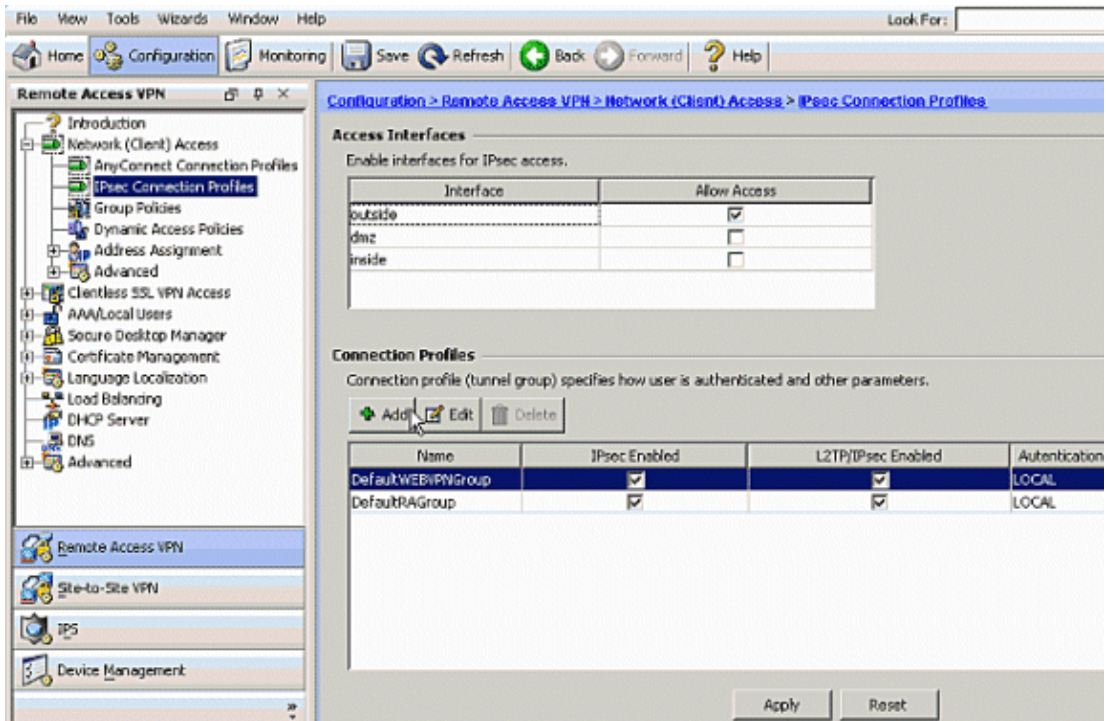 File View Tools Wizards Window Help Look For:
Home Configuration Monitoring Save Refresh Back Forward Help
Remote Access VPN
Introduction
Network (Client) Access
AnyConnect Connection Profiles
IPsec Connection Profiles
Group Policies
Dynamic Access Policies
Address Assignment
Advanced
Clientless SSL VPN Access
AAA/Local Users
Secure Desktop Manager
Certificate Management
Language Localization
Load Balancing
DHCP Server
DNS
Advanced
Remote Access VPN
Site-to-Site VPN
IPS
Device Management
Configuration > Remote Access VPN > Network (Client) Access > IPsec Connection Profiles
Access Interfaces
Enable interfaces for IPsec access.
Interface Allow Access
outside
dmz
inside
Connection Profiles
Connection profile (tunnel group) specifies how user is authenticated and other parameters.
Add Edit Delete
Name IPsec Enabled L2TP/IPsec Enabled Autentication
DefaultWEBVPNGroup LOCAL
DefaultRAGroup LOCAL
Apply Reset